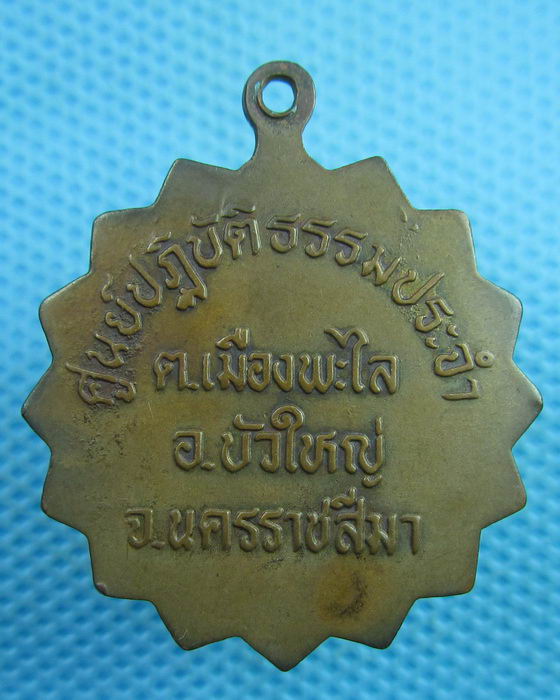 ศูนย์ปฏิบัติธรรมประจำ
ต.เมืองพะไล
อ.บัวใหญ่
จ.นครราชสีมา